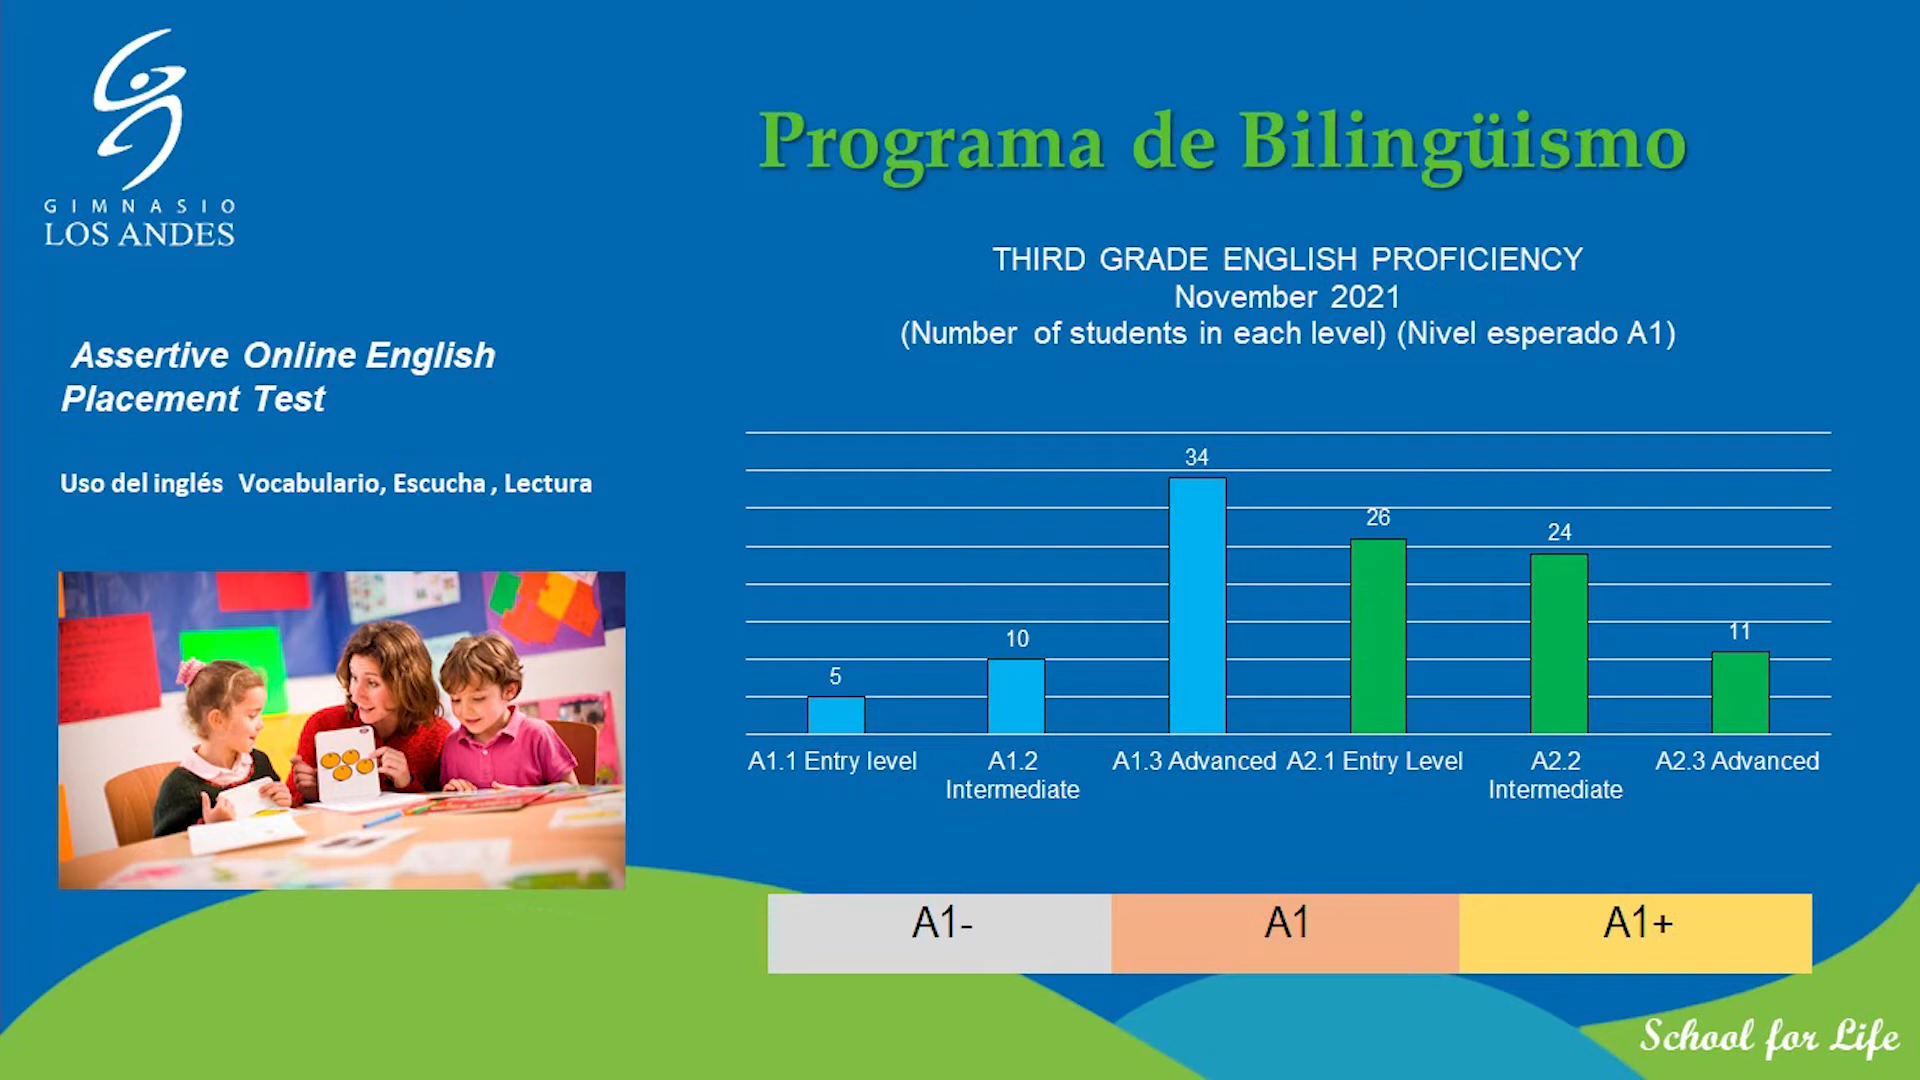 GIMNASIO
LOS ANDES
Programa de Bilingüismo
THIRD GRADE ENGLISH PROFICIENCY
November 2021
(Number of students in each level) (Nivel esperado A1)
Assertive Online English
Placement Test
Uso del inglés Vocabulario, Escucha , Lectura
34
26
24
11
10
5
A1.1 Entry level
A1.2
Intermediate
A1.3 Advanced
A2.1 Entry Level
A2.2
Intermediate
A2.3 Advanced
A1-
A1
A1+
School for Life